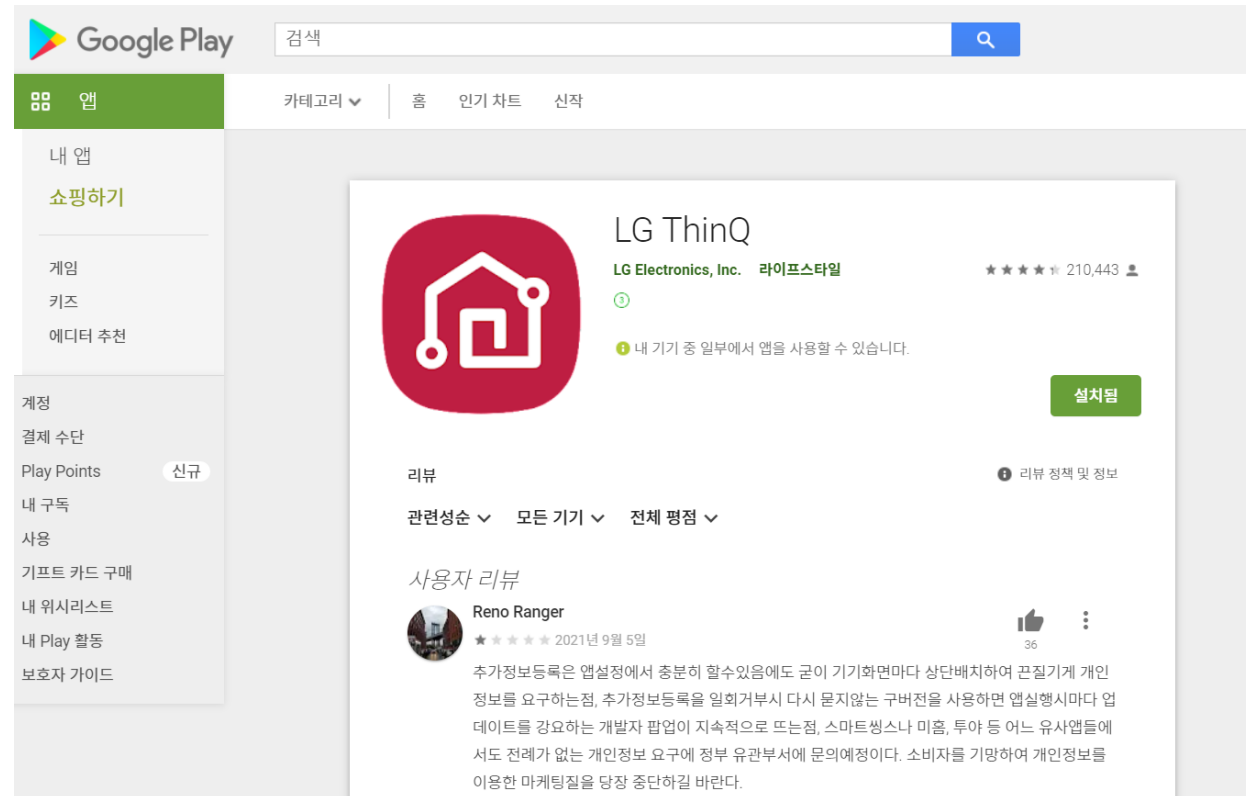 Google Play
검색
앱
카테고리
홈
인기 차트
신작
내 앱
쇼핑하기
게임
키즈
에디터 추천
계정
결제 수단
Play Points 신규
내 구독
사용
기프트 카드 구매
내 위시리스트
내 Play 활동
보호자 가이드
LG ThinQ
LG Electronics, Inc. 라이프스타일
210,443
3
내 기기 중 일부에서 앱을 사용할 수 있습니다.
설치됨
리뷰
리뷰 정책 및 정보
관련성순 모든 기기 전체 평점
사용자 리뷰
Reno Ranger
2021년 9월 5일
36
추가정보등록은 앱설정에서 충분히 할수있음에도 굳이 기기화면마다 상단배치하여 끈질기게 개인
정보를 요구하는점, 추가정보등록을 일회거부시 다시 묻지않는 구버전을 사용하면 앱실행시마다 업
데이트를 강요하는 개발자 팝업이 지속적으로 뜨는점, 스마트씽스나 미홈, 투야 등 어느 유사앱들에
서도 전례가 없는 개인정보 요구에 정부 유관부서에 문의예정이다. 소비자를 기망하여 개인정보를
이용한 마케팅질을 당장 중단하길 바란다.